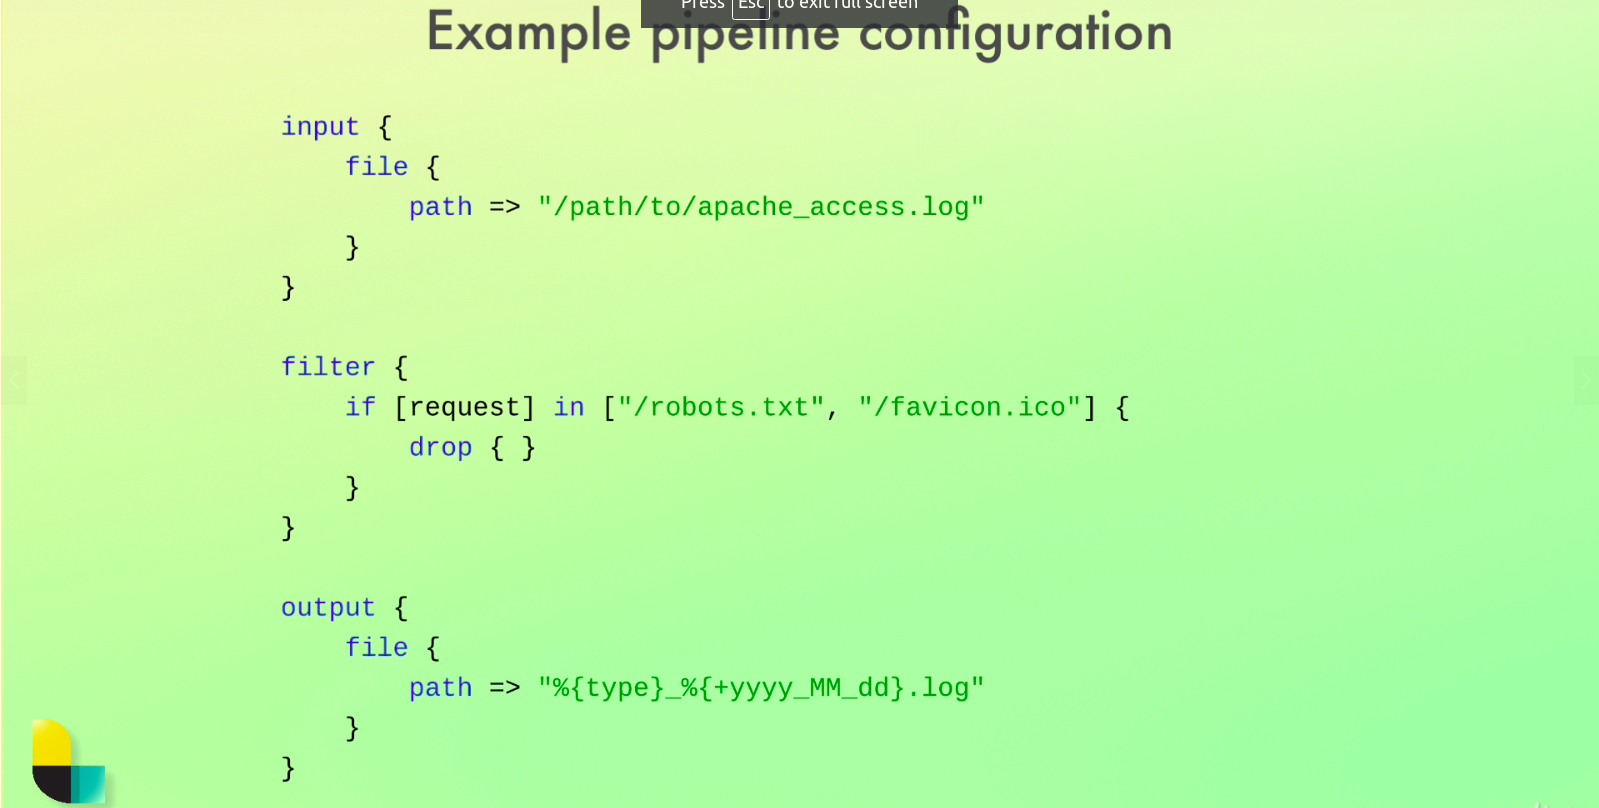 Press Esc to exit full screen
Example pipeline configuration
input {
    file {
        path => "/path/to/apache_access.log"
    }
}
filter {
    if [request] in ["/robots.txt", "/favicon.ico"] {
        drop { }
    }
}
output {
    file {
        path => "%{type}_%{+yyyy_MM_dd}.log"
    }
}